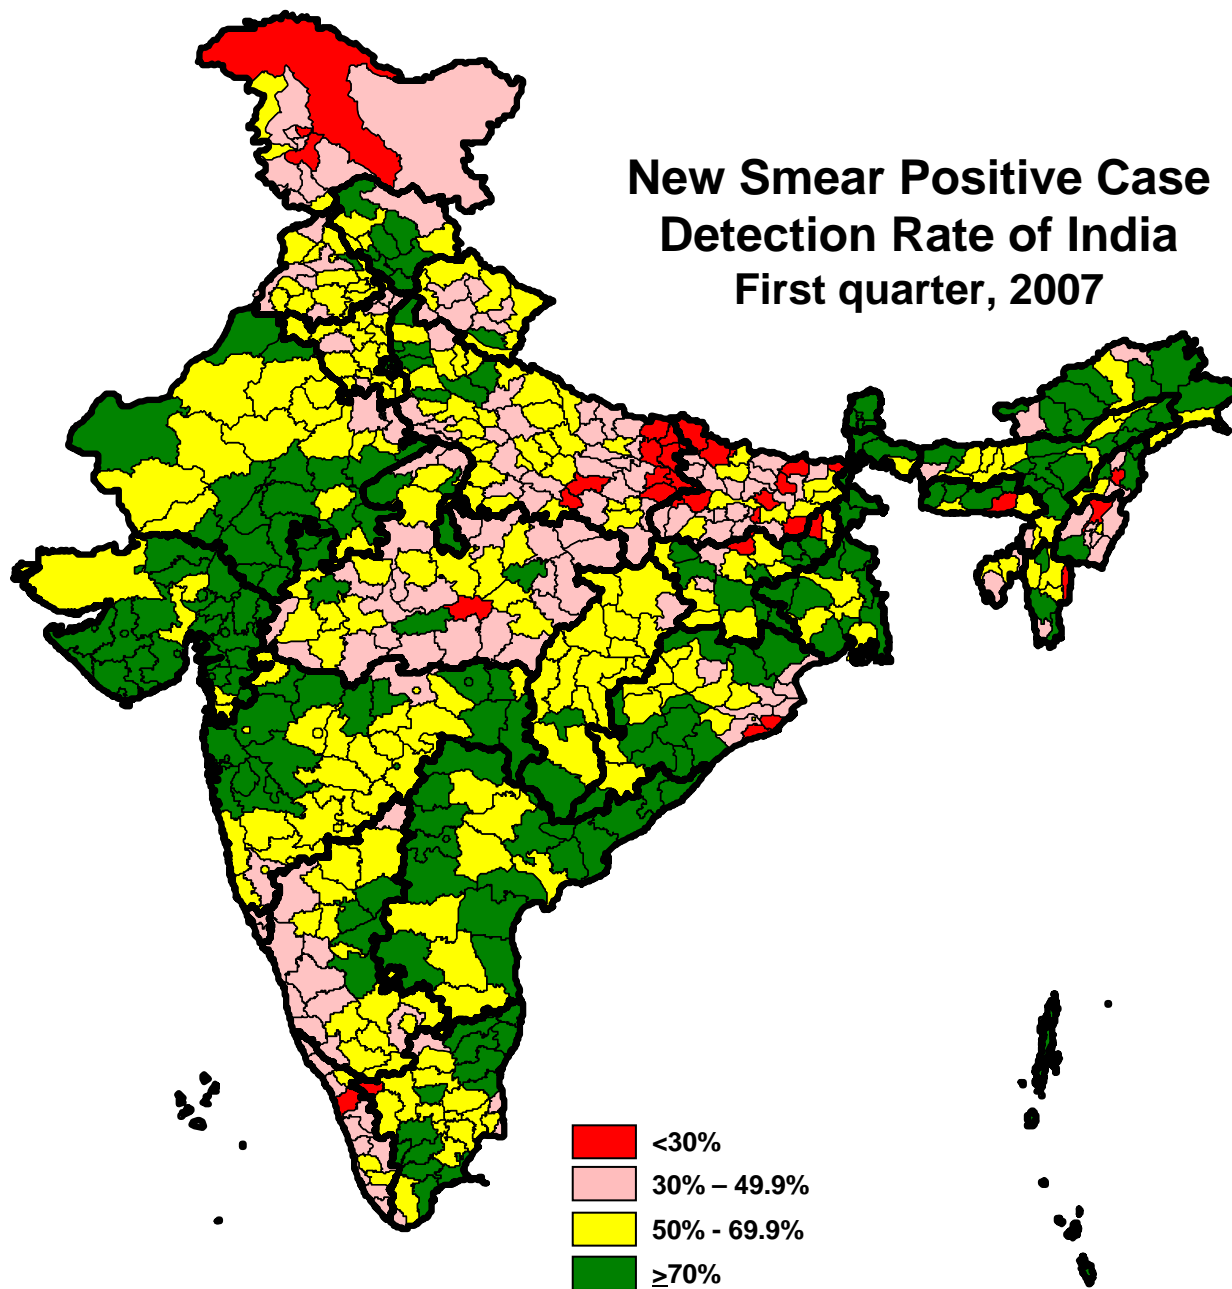 New Smear Positive Case
Detection Rate of India
First quarter, 2007
<30%
30% – 49.9%
50% - 69.9%
≥70%